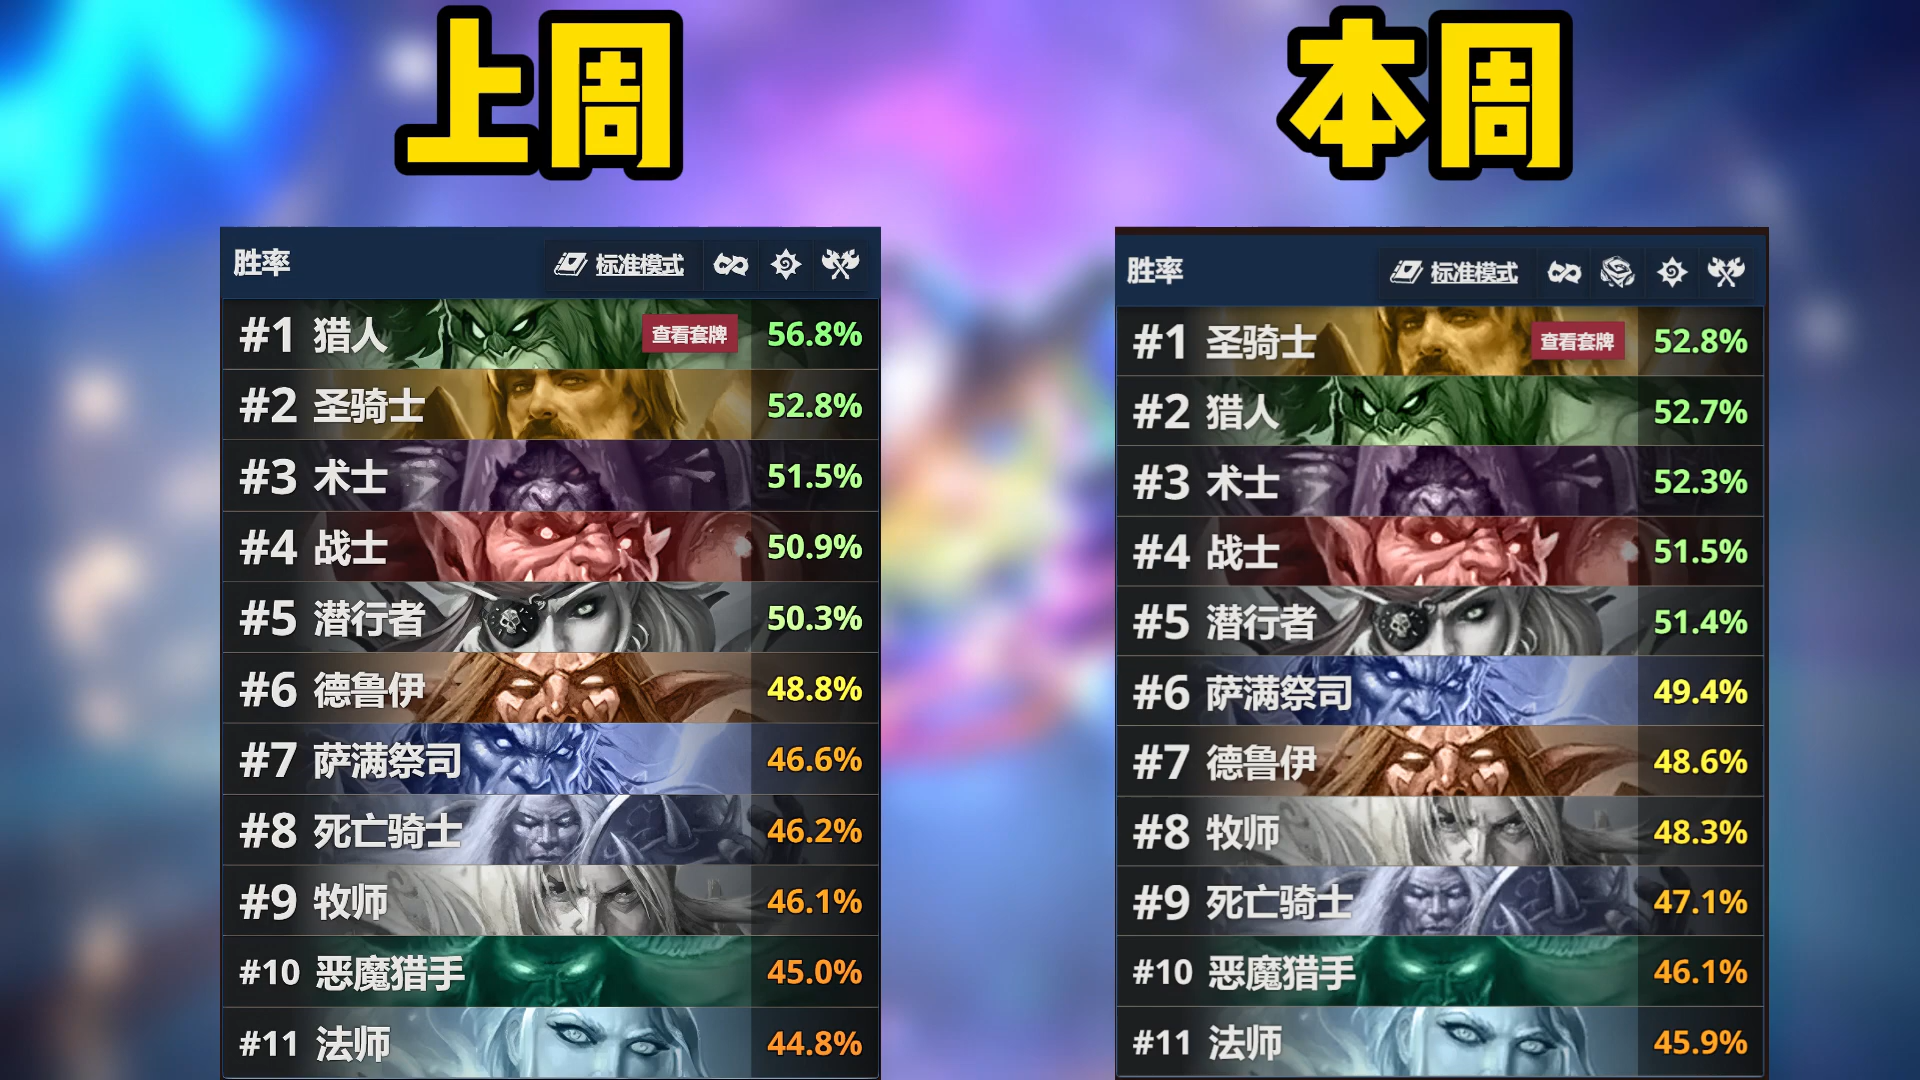 上周
胜率 标准模式
#1 猎人 查看套牌 56.8%
#2 圣骑士 52.8%
#3 术士 51.5%
#4 战士 50.9%
#5 潜行者 50.3%
#6 德鲁伊 48.8%
#7 萨满祭司 46.6%
#8 死亡骑士 46.2%
#9 牧师 46.1%
#10 恶魔猎手 45.0%
#11 法师 44.8%
本周
胜率 标准模式
#1 圣骑士 查看套牌 52.8%
#2 猎人 52.7%
#3 术士 52.3%
#4 战士 51.5%
#5 潜行者 51.4%
#6 萨满祭司 49.4%
#7 德鲁伊 48.6%
#8 牧师 48.3%
#9 死亡骑士 47.1%
#10 恶魔猎手 46.1%
#11 法师 45.9%